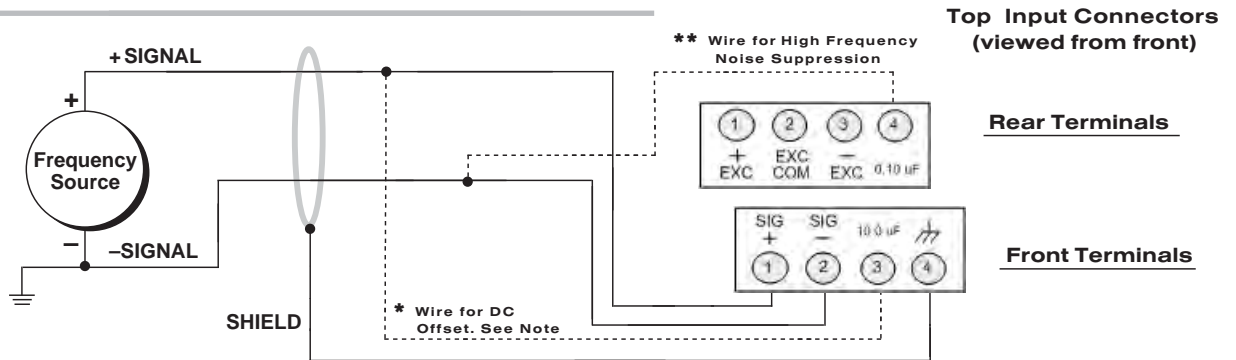 Top Input Connectors
(viewed from front)
** Wire for High Frequency
Noise Suppression
+ SIGNAL
+
Frequency
Source
–
–SIGNAL
SHIELD
* Wire for DC
Offset. See Note
1 2 3 4
+ EXC – 0.10 uF
EXC COM EXC
Rear Terminals
SIG SIG 10.0 uF
+ –
1 2 3 4
Front Terminals